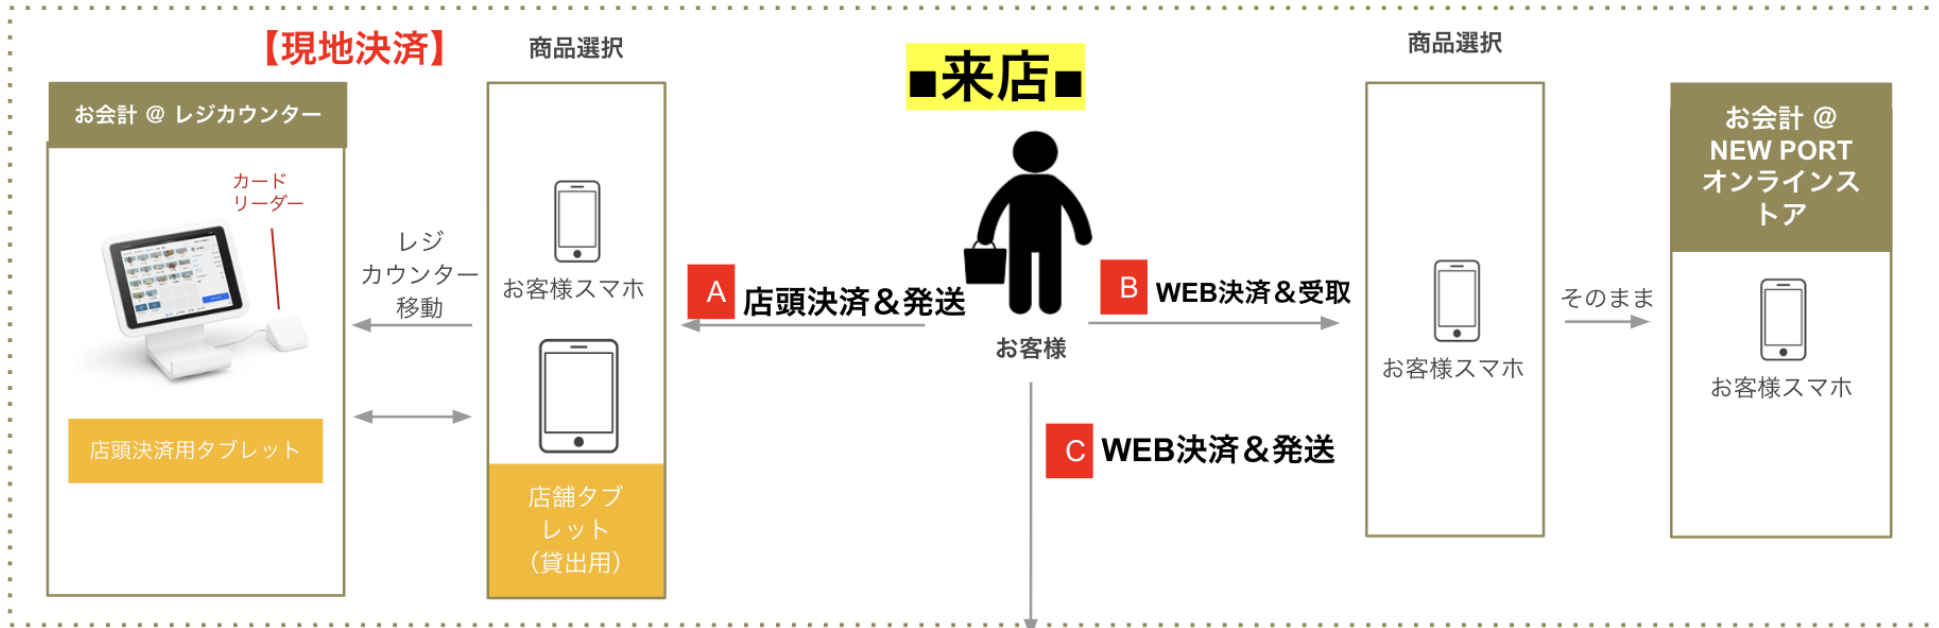 【現地決済】
商品選択
■来店■
商品選択
お会計 @ レジカウンター
カード
リーダー
店頭決済用タブレット
レジ
カウンター
移動
お客様スマホ
店舗タブ
レット
（貸出用）
A 店頭決済＆発送
お客様
B WEB決済＆受取
C WEB決済＆発送
お客様スマホ
そのまま
お会計 @
NEW PORT
オンラインス
トア
お客様スマホ